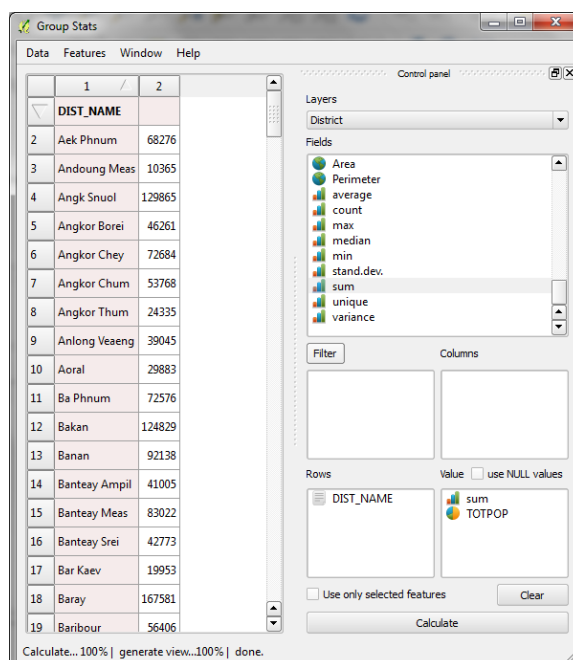 Group Stats
Data Features Window Help
1 2
DIST_NAME
2 Aek Phnum 68276
3 Andoung Meas 10365
4 Angk Snuol 129865
5 Angkor Borei 46261
6 Angkor Chey 72684
7 Angkor Chum 53768
8 Angkor Thum 24335
9 Anlong Veaeng 39045
10 Aoral 29883
11 Ba Phnum 72576
12 Bakan 124829
13 Banan 92138
14 Banteay Ampil 41005
15 Banteay Meas 83022
16 Banteay Srei 42773
17 Bar Kaev 19953
18 Baray 167581
19 Baribour 56406
Control panel
Layers
District
Fields
Area
Perimeter
average
count
max
median
min
stand.dev.
sum
unique
variance
Filter Columns
Rows Value use NULL values
DIST_NAME sum
TOTPOP
Use only selected features Clear
Calculate
Calculate... 100% | generate view...100% | done.